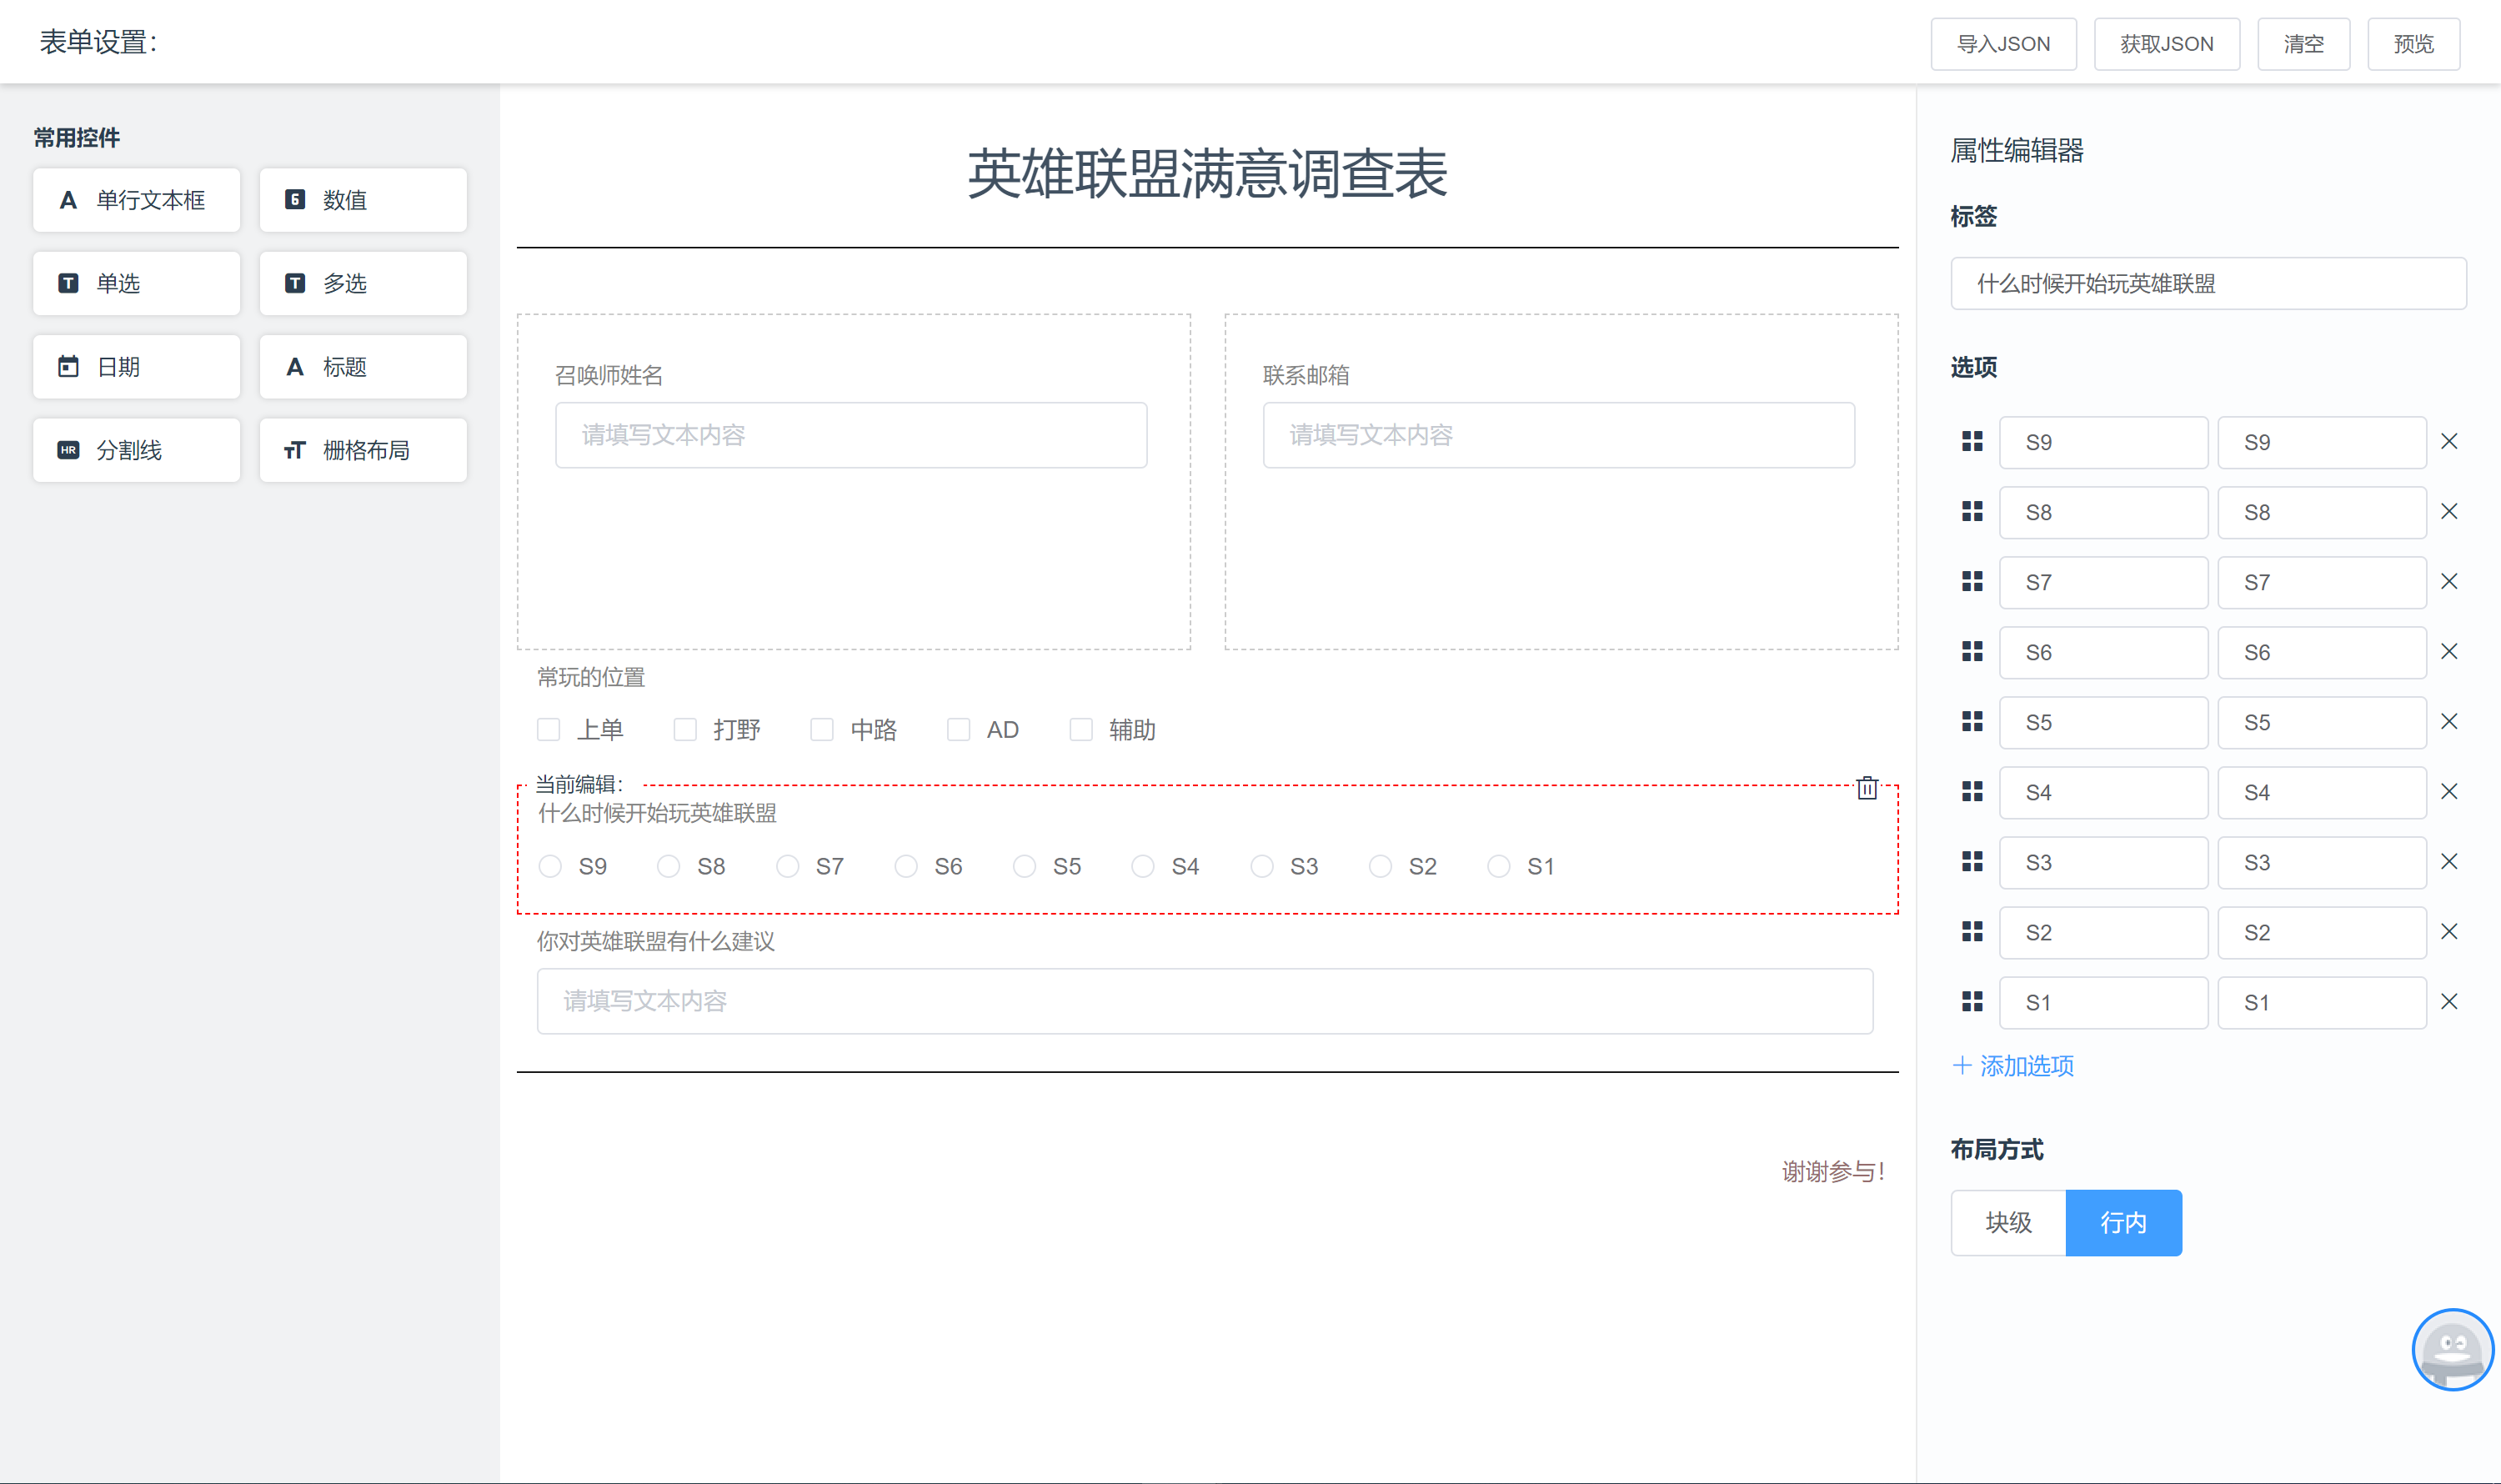 表单设置：
导入JSON 获取JSON 清空 预览
常用控件
单行文本框 数值
单选 多选
日期 标题
HR 分割线 栅格布局
英雄联盟满意调查表
召唤师姓名 联系邮箱
请填写文本内容 请填写文本内容
常玩的位置
上单 打野 中路 AD 辅助
当前编辑：
什么时候开始玩英雄联盟
S9 S8 S7 S6 S5 S4 S3 S2 S1
你对英雄联盟有什么建议
请填写文本内容
谢谢参与！
属性编辑器
标签
什么时候开始玩英雄联盟
选项
S9 S9
S8 S8
S7 S7
S6 S6
S5 S5
S4 S4
S3 S3
S2 S2
S1 S1
添加选项
布局方式
块级 行内